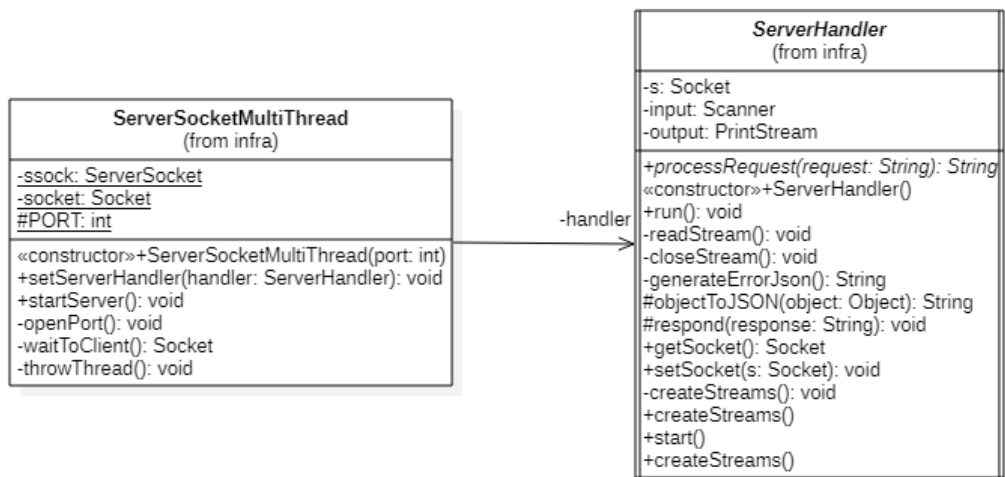 ServerSocketMultiThread
(from infra)
-ssock: ServerSocket
-socket: Socket
#PORT: int
«constructor»+ServerSocketMultiThread(port: int)
+setServerHandler(handler: ServerHandler): void
+startServer(): void
-openPort(): void
-waitToClient(): Socket
-throwThread(): void
-handler
ServerHandler
(from infra)
-s: Socket
-input: Scanner
-output: PrintStream
+processRequest(request: String): String
«constructor»+ServerHandler()
+run(): void
-readStream(): void
-closeStream(): void
-generateErrorJson(): String
#objectToJSON(object: Object): String
#respond(response: String): void
+getSocket(): Socket
+setSocket(s: Socket): void
-createStreams(): void
+createStreams()
+start()
+createStreams()